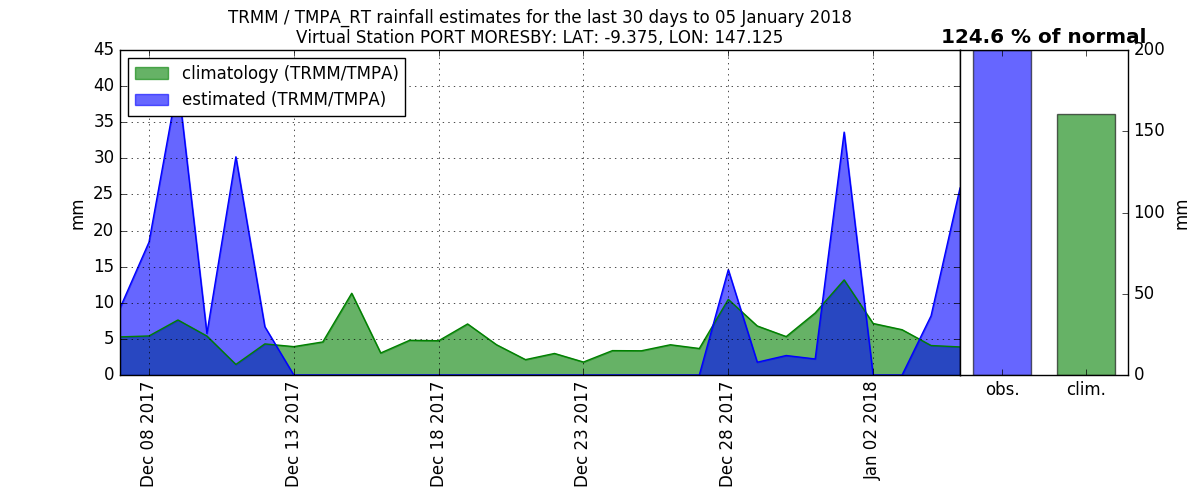 TRMM / TMPA_RT rainfall estimates for the last 30 days to 05 January 2018
Virtual Station PORT MORESBY: LAT: -9.375, LON: 147.125
124.6 % of normal
climatology (TRMM/TMPA)
estimated (TRMM/TMPA)
45
40
35
30
25
20
15
10
5
0
mm
Dec 08 2017
Dec 13 2017
Dec 18 2017
Dec 23 2017
Dec 28 2017
Jan 02 2018
obs.
clim.
200
150
100
50
0
mm